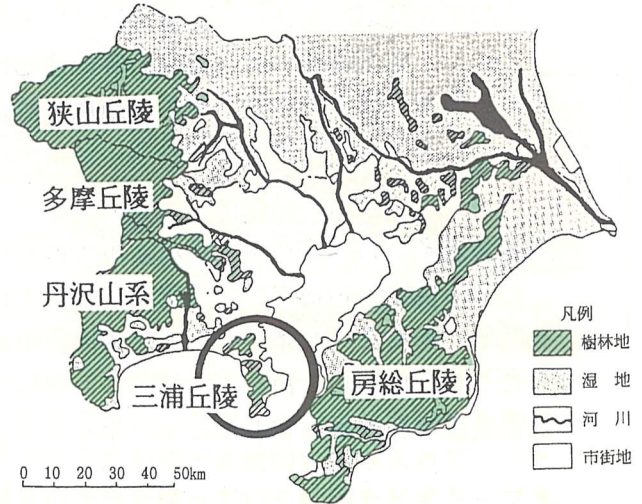 狭山丘陵
多摩丘陵
丹沢山系
三浦丘陵
房総丘陵
凡例
樹林地
湿 地
河 川
市街地
0 10 20 30 40 50km